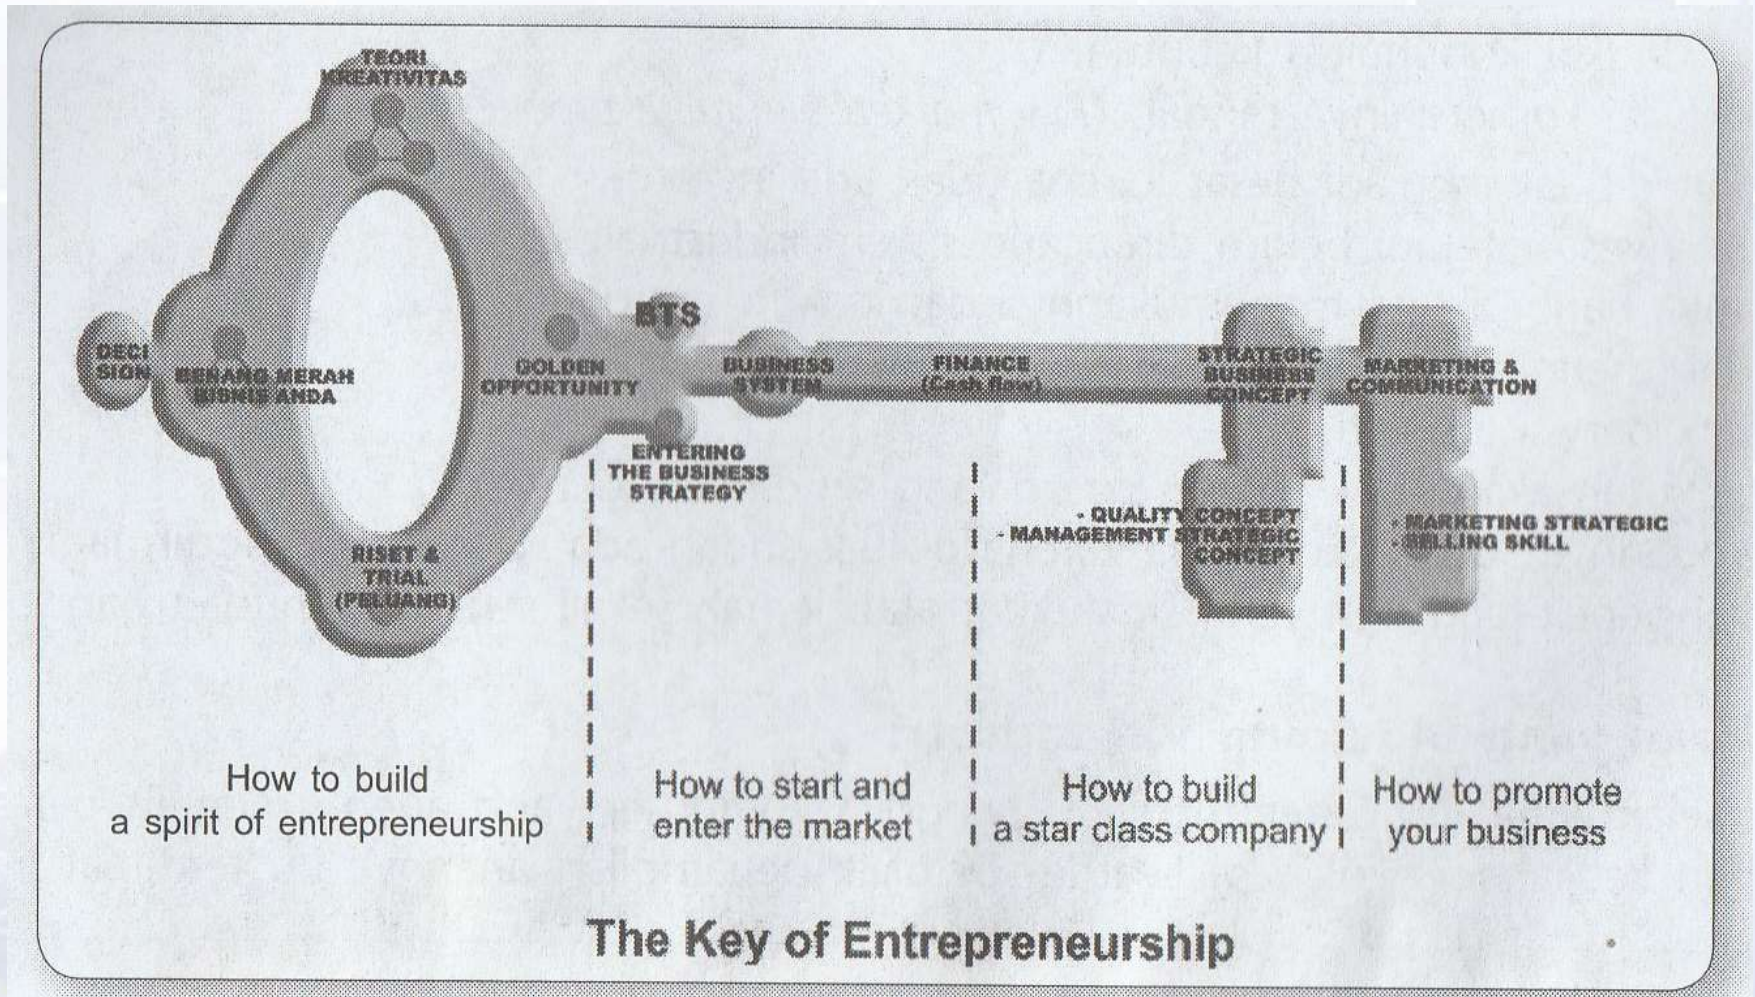 TEORI
KREATIVITAS
DECI
SION
BENANG MERAH
BISNIS ANDA
GOLDEN
OPPORTUNITY
RISET &
TRIAL
(PELUANG)
BTS
BUSINESS
SYSTEM
ENTERING
THE BUSINESS
STRATEGY
FINANCE
(Cash flaw)
STRATEGIC
BUSINESS
CONCEPT
- QUALITY CONCEPT
- MANAGEMENT STRATEGIC
CONCEPT
MARKETING &
COMMUNICATION
- MARKETING STRATEGIC
- SELLING SKILL
How to build
a spirit of entrepreneurship
How to start and
enter the market
How to build
a star class company
How to promote
your business
The Key of Entrepreneurship